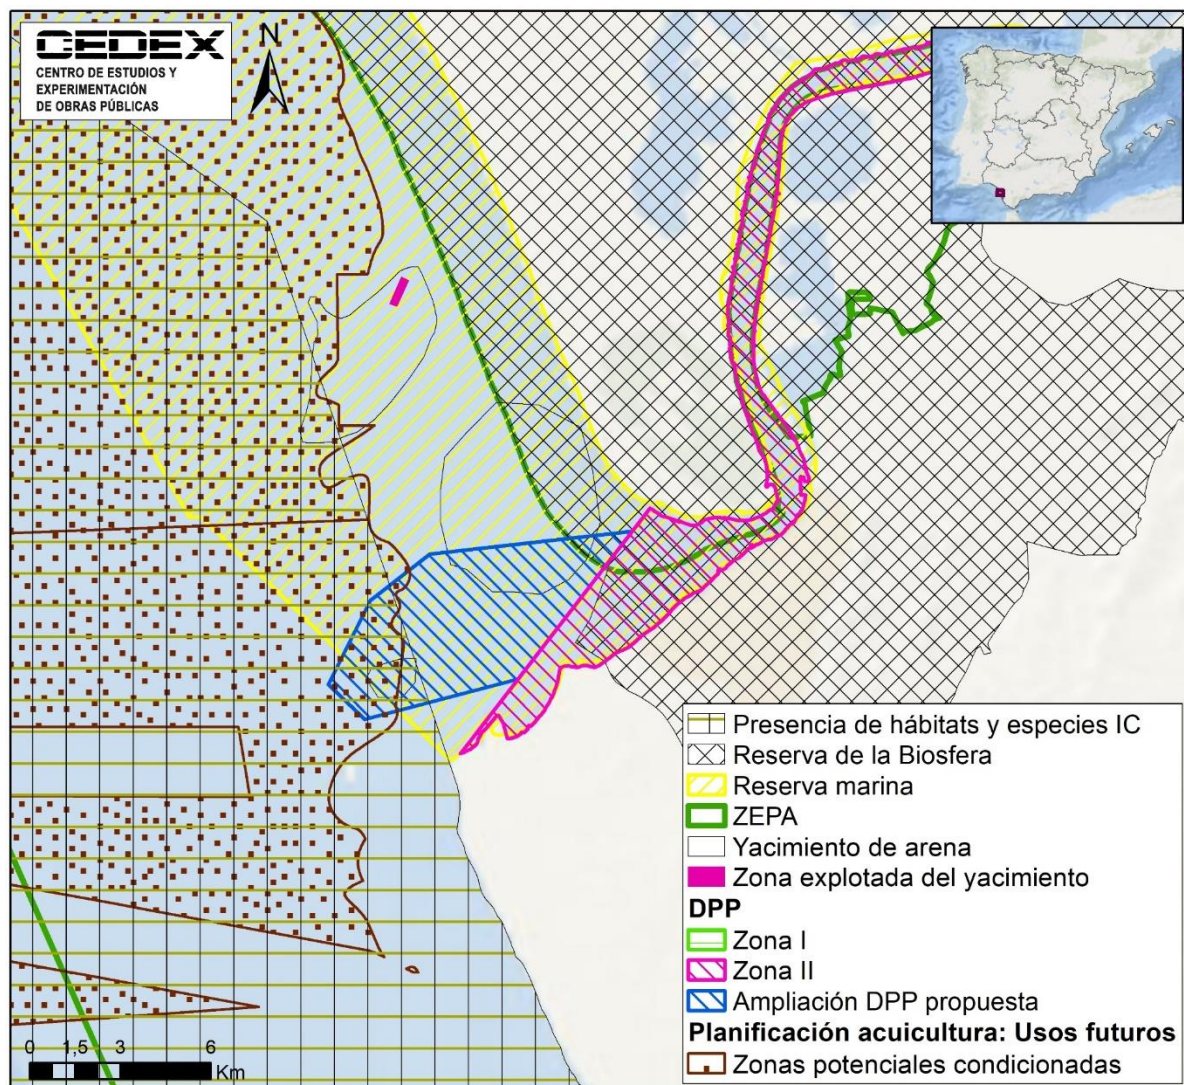 CEDEX
CENTRO DE ESTUDIOS Y
EXPERIMENTACIÓN
DE OBRAS PÚBLICAS
N
Presencia de hábitats y especies IC
Reserva de la Biosfera
Reserva marina
ZEPA
Yacimiento de arena
Zona explotada del yacimiento
DPP
Zona I
Zona II
Ampliación DPP propuesta
Planificación acuicultura: Usos futuros
Zonas potenciales condicionadas
0 1,5 3 6
Km